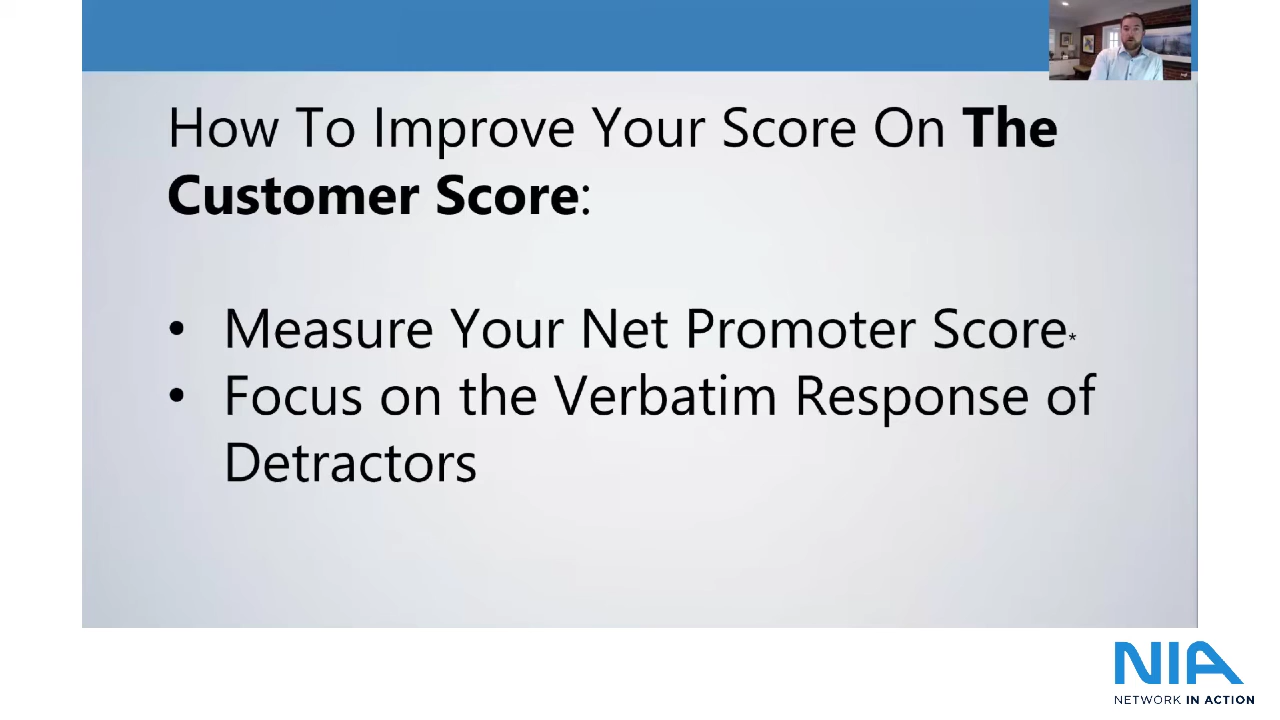 How To Improve Your Score On The
Customer Score:
• Measure Your Net Promoter Score*
• Focus on the Verbatim Response of
Detractors
NIA
NETWORK IN ACTION